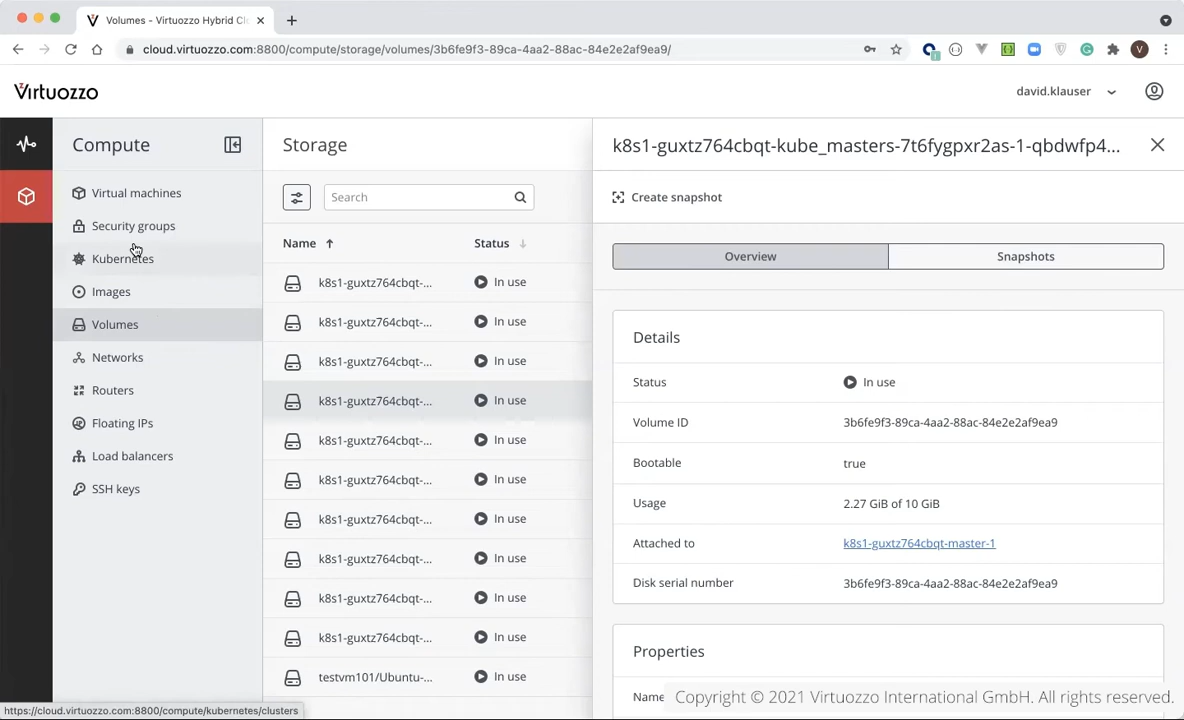 Volumes - Virtuozzo Hybrid Cl
cloud.virtuozzo.com:8800/compute/storage/volumes/3b6fe9f3-89ca-4aa2-88ac-84e2e2af9ea9/
V
Virtuozzo
david.klauser
Compute
Storage
k8s1-guxtz764cbqt-kube_masters-7t6fygpxr2as-1-qbdwfp4...
Virtual machines
Security groups
Kubernetes
Images
Volumes
Networks
Routers
Floating IPs
Load balancers
SSH keys
Search
Name
Status
k8s1-guxtz764cbqt-... In use
k8s1-guxtz764cbqt-... In use
k8s1-guxtz764cbqt-... In use
k8s1-guxtz764cbqt-... In use
k8s1-guxtz764cbqt-... In use
k8s1-guxtz764cbqt-... In use
k8s1-guxtz764cbqt-... In use
k8s1-guxtz764cbqt-... In use
k8s1-guxtz764cbqt-... In use
k8s1-guxtz764cbqt-... In use
testvm101/Ubuntu-... In use
Create snapshot
Overview
Snapshots
Details
Status In use
Volume ID 3b6fe9f3-89ca-4aa2-88ac-84e2e2af9ea9
Bootable true
Usage 2.27 GiB of 10 GiB
Attached to k8s1-guxtz764cbqt-master-1
Disk serial number 3b6fe9f3-89ca-4aa2-88ac-84e2e2af9ea9
Properties
Name
Copyright © 2021 Virtuozzo International GmbH. All rights reserved.
https://cloud.virtuozzo.com:8800/compute/kubernetes/clusters